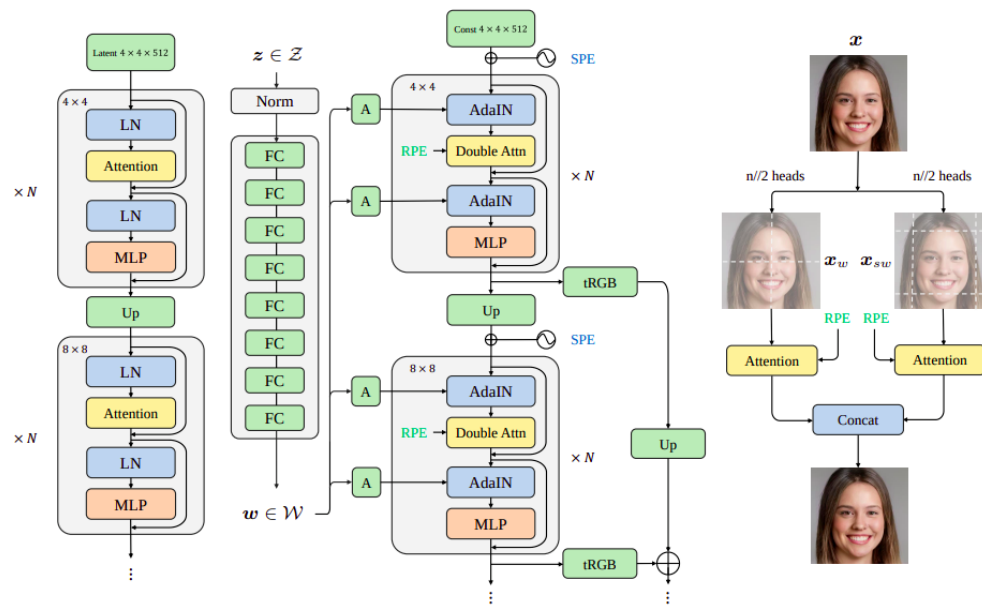 Latent 4 × 4 × 512
4 × 4
LN
Attention
LN
MLP
× N
Up
8 × 8
LN
Attention
LN
MLP
× N
⋮
z ∈ Z
Norm
FC
FC
FC
FC
FC
FC
FC
FC
w ∈ W
Const 4 × 4 × 512
SPE
4 × 4
A
AdaIN
RPE
Double Attn
A
AdaIN
MLP
× N
tRGB
Up
SPE
8 × 8
A
AdaIN
RPE
Double Attn
A
AdaIN
MLP
× N
Up
tRGB
⋮
⋮
x
n//2 heads
n//2 heads
x_w
x_sw
RPE
RPE
Attention
Attention
Concat